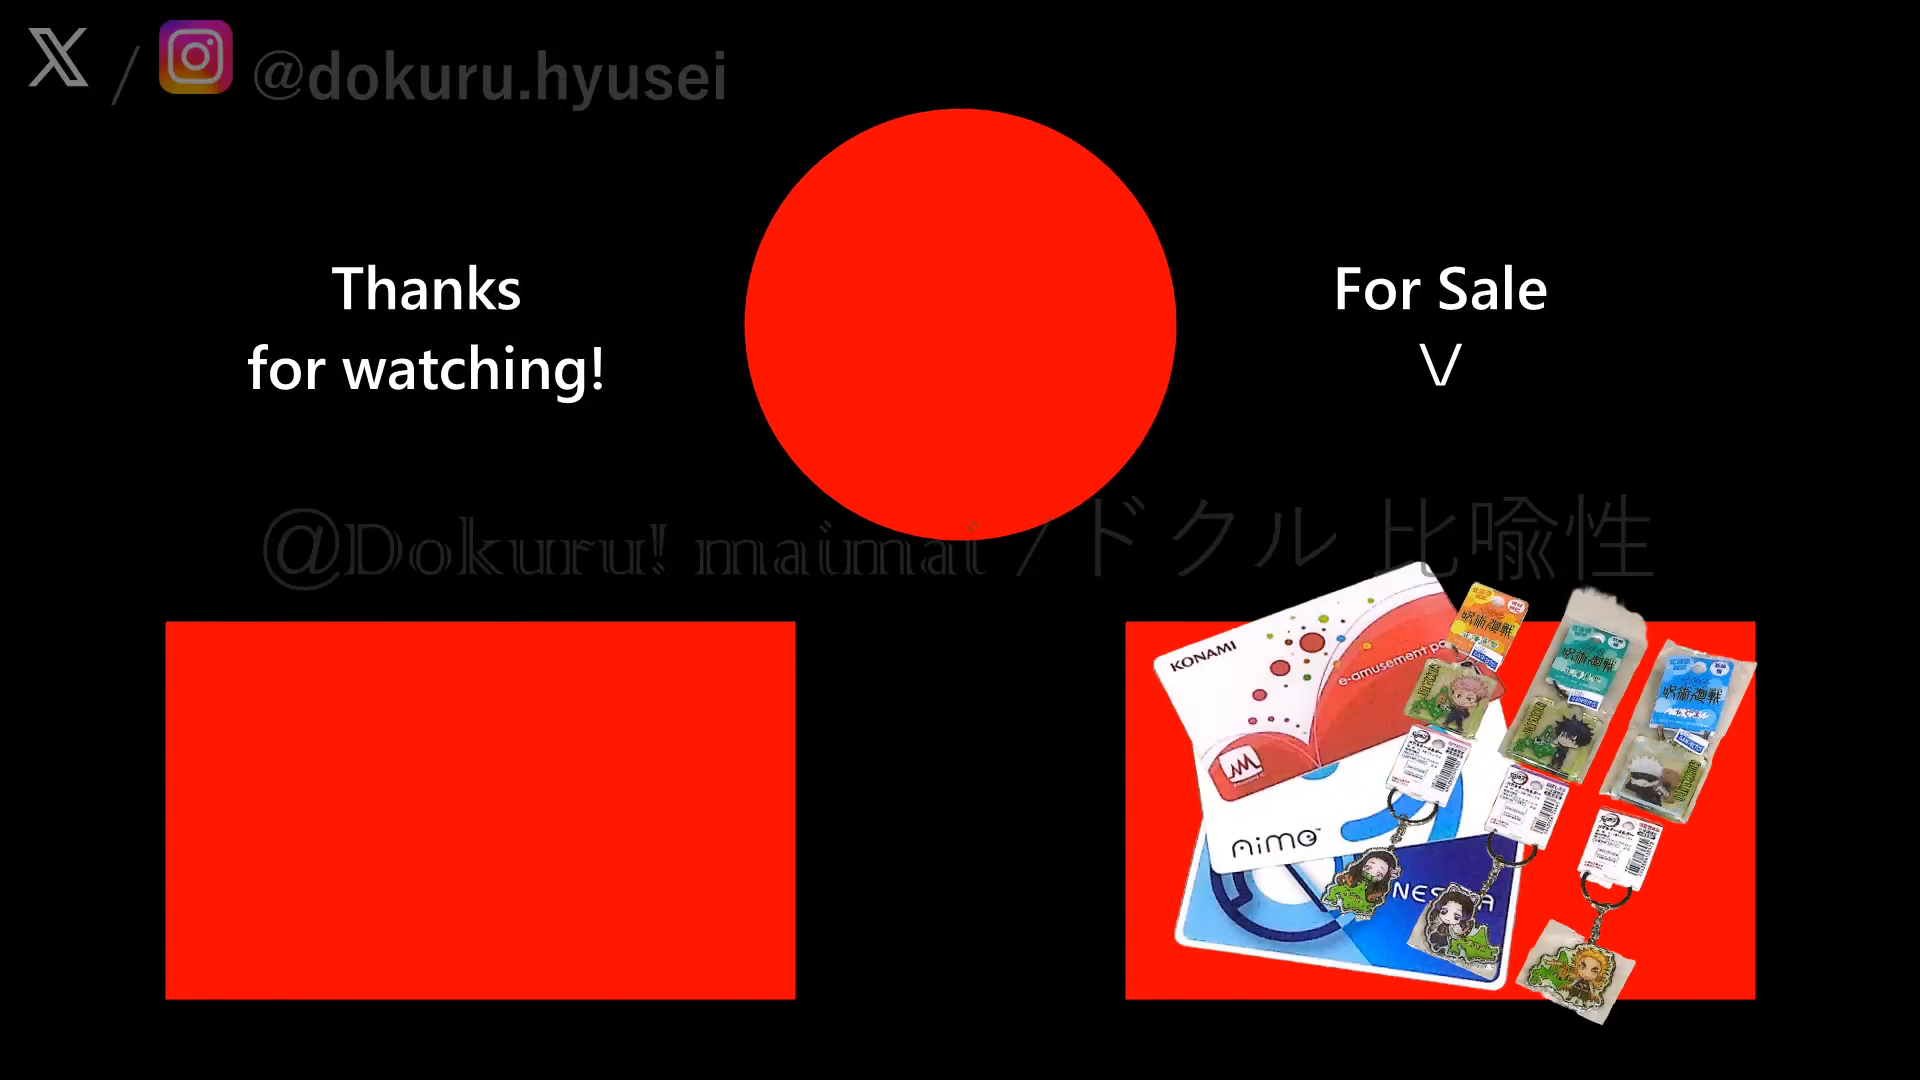 @dokuru.hyusei
Thanks
for watching!
For Sale
V
@Dokuru! maimai /ドクル 比喩性
KONAMI
e-amusement pa
呪術廻戦
呪術廻戦
呪術廻戦
Aime
NES A